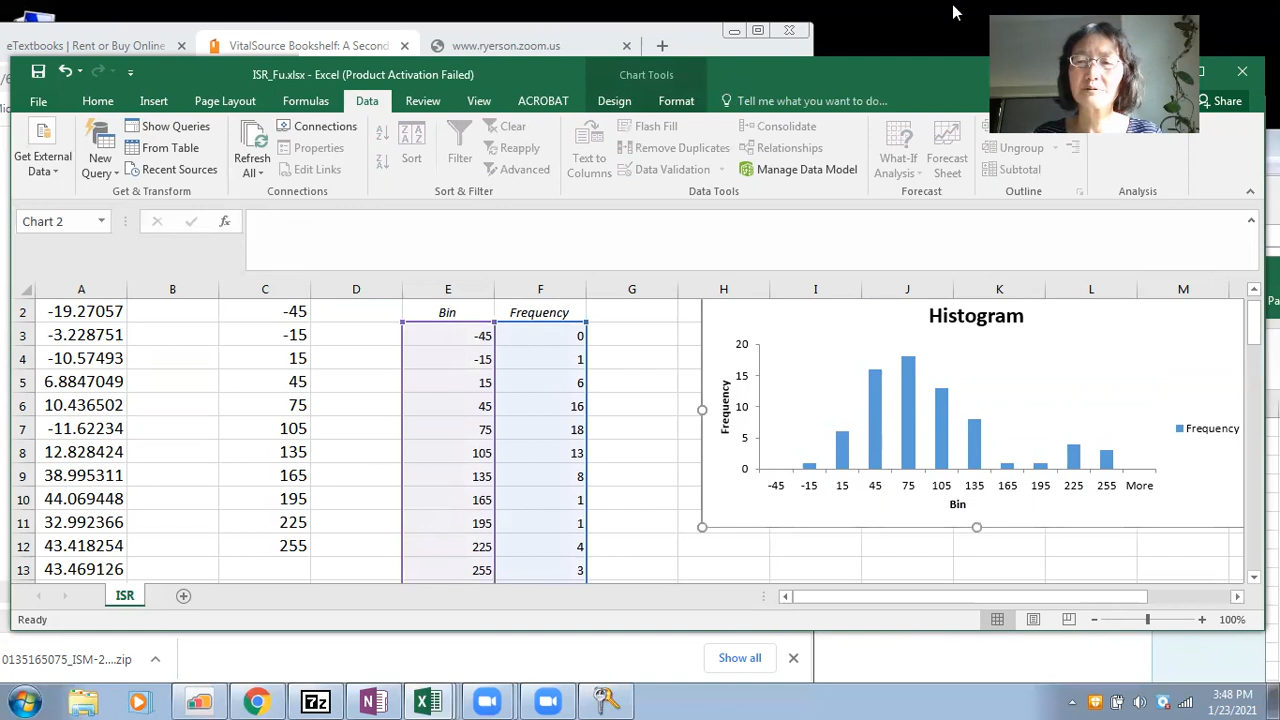 eTextbooks | Rent or Buy Online
VitalSource Bookshelf: A Second
www.ryerson.zoom.us
ISR_Fu.xlsx - Excel (Product Activation Failed)
Chart Tools
File Home Insert Page Layout Formulas Data Review View ACROBAT Design Format Tell me what you want to do... Share
Get External Data
New Query
Show Queries
From Table
Recent Sources
Get & Transform
Refresh All
Connections
Properties
Edit Links
Connections
Sort
Filter
Clear
Reapply
Advanced
Sort & Filter
Text to Columns
Flash Fill
Remove Duplicates
Data Validation
Consolidate
Relationships
Manage Data Model
Data Tools
What-If Analysis
Forecast Sheet
Forecast
Ungroup
Subtotal
Outline
Analysis
Chart 2
fx
A B C D E F G H I J K L M
2 -19.27057 -45 Bin Frequency
3 -3.228751 -15 -45 0
4 -10.57493 15 -15 1
5 6.8847049 45 15 6
6 10.436502 75 45 16
7 -11.62234 105 75 18
8 12.828424 135 105 13
9 38.995311 165 135 8
10 44.069448 195 165 1
11 32.992366 225 195 1
12 43.418254 255 225 4
13 43.469126 255 3
Histogram
Frequency
20
15
10
5
0
-45 -15 15 45 75 105 135 165 195 225 255 More
Bin
Frequency
ISR
Ready
100%
0135165075_ISM-2....zip
Show all
7z
N
X
3:48 PM
1/23/2021